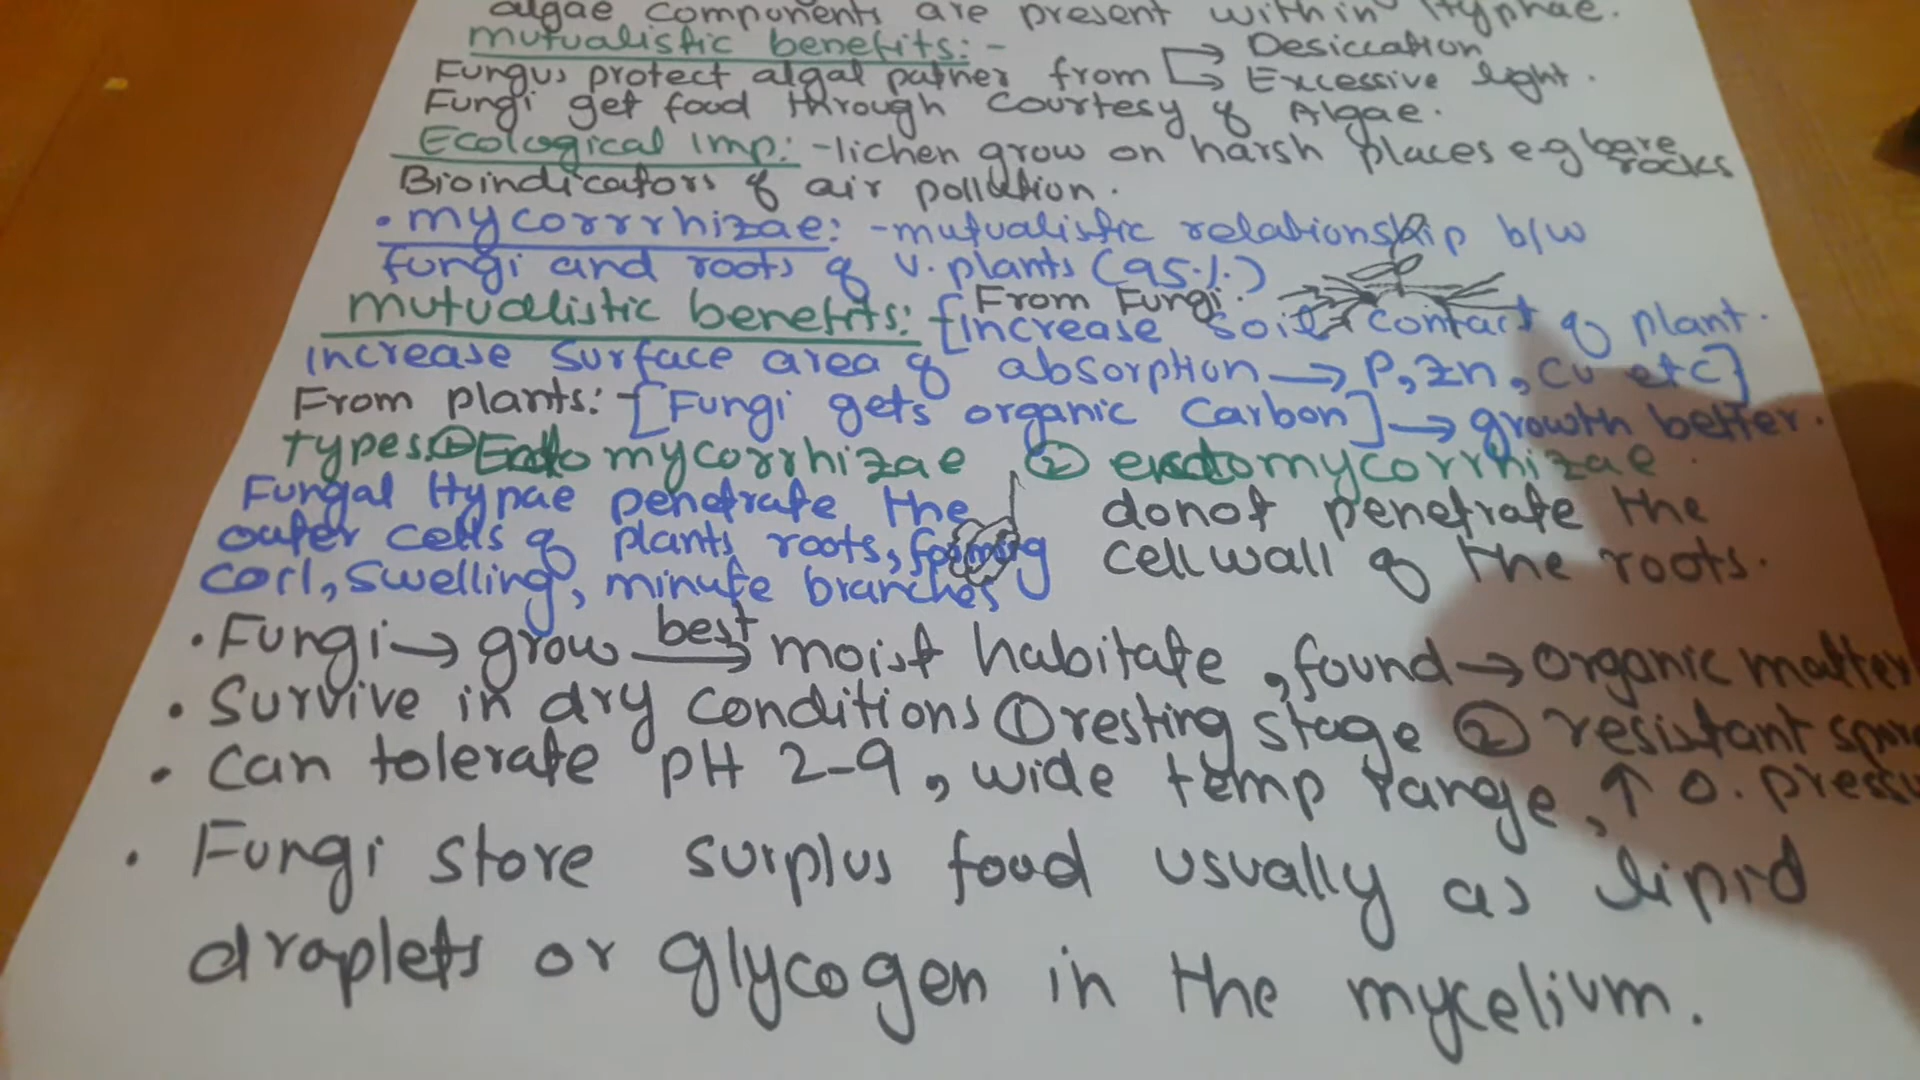 algae components are present within Hyphae.
mutualistic benefits:-
Fungus protect algal patner from → Desiccation
→ Excessive light.
Fungi get food through courtesy of Algae.
Ecological Imp:-lichen grow on harsh places e.g bare rocks
Bioindicators of air pollution.
• mycorrrhizae:-mutualistic relationship b/w
fungi and roots of v.plants (95%)
mutualistic benefits: From Fungi:
-[increase soil contact of plant.
increase surface area of absorption → P, Zn, Cu etc]
From plants:-[Fungi gets organic Carbon] → growth better.
types ① Endo mycorrhizae ② ectomycorrhizae
Fungal Hypae penetrate the
outer cells of plants roots, forming
coil, swelling, minute branches
donot penetrate the
cell wall of the roots.
• Fungi → grow best → moist habitate, found → organic matter
• Survive in dry conditions ① resting stage ② resistant
• Can tolerate pH 2-9, wide temp range, ↑ o.
• Fungi store surplus food usually as lipid
droplets or glycogen in the mycelium.